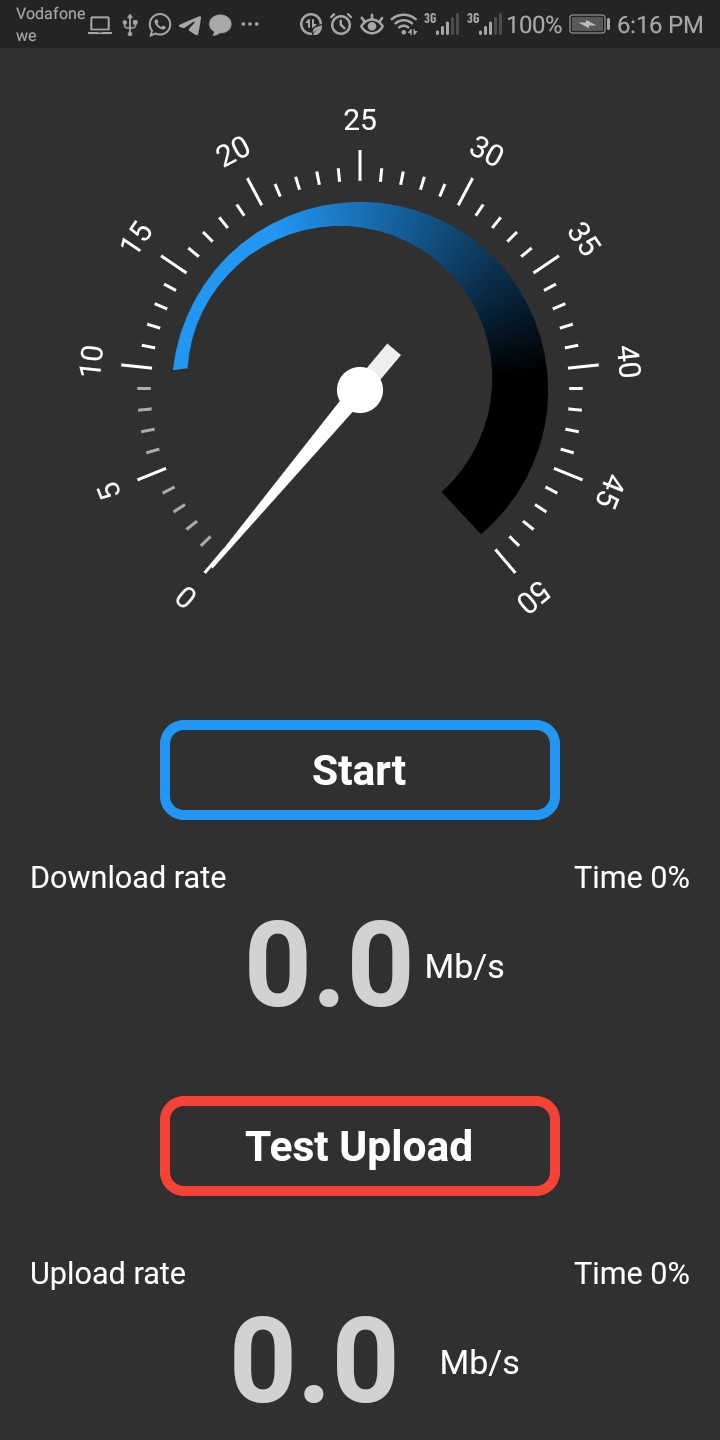 Vodafone
we
3G 3G 100% 6:16 PM
25
20 30
15 35
10 40
5 45
0 50
Start
Download rate Time 0%
0.0 Mb/s
Test Upload
Upload rate Time 0%
0.0 Mb/s